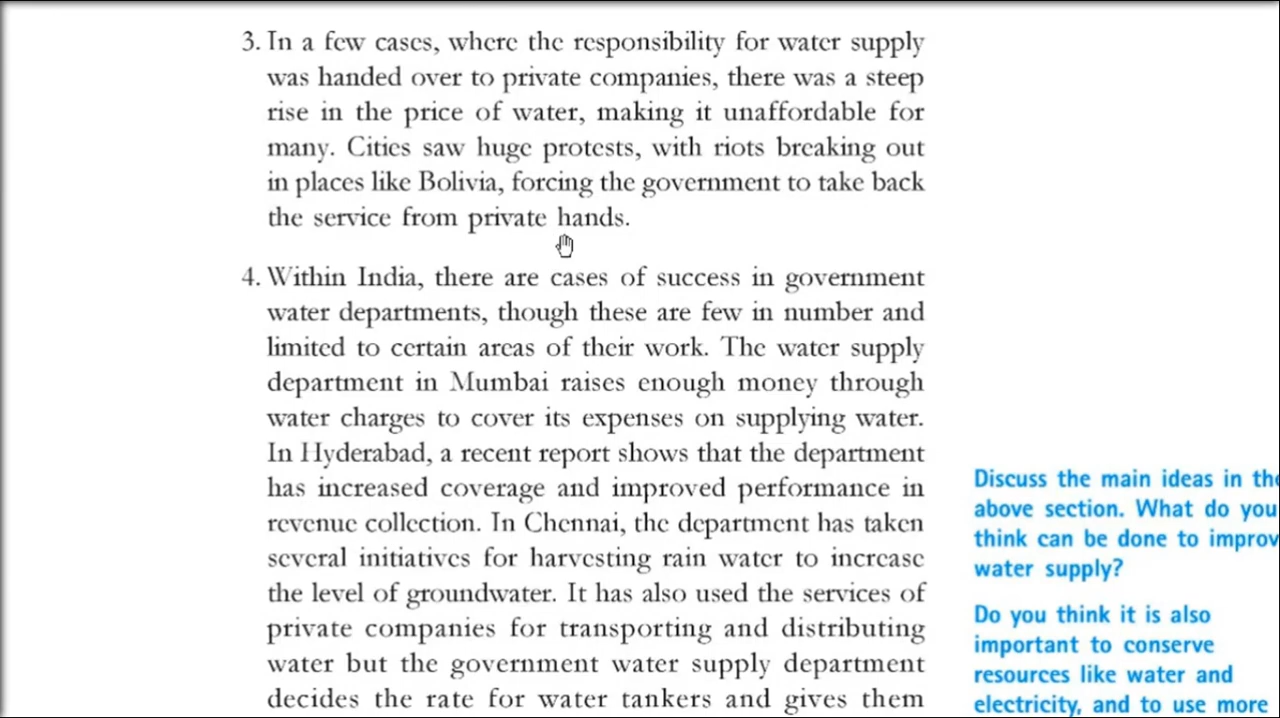 3. In a few cases, where the responsibility for water supply
was handed over to private companies, there was a steep
rise in the price of water, making it unaffordable for
many. Cities saw huge protests, with riots breaking out
in places like Bolivia, forcing the government to take back
the service from private hands.
4. Within India, there are cases of success in government
water departments, though these are few in number and
limited to certain areas of their work. The water supply
department in Mumbai raises enough money through
water charges to cover its expenses on supplying water.
In Hyderabad, a recent report shows that the department
has increased coverage and improved performance in
revenue collection. In Chennai, the department has taken
several initiatives for harvesting rain water to increase
the level of groundwater. It has also used the services of
private companies for transporting and distributing
water but the government water supply department
decides the rate for water tankers and gives them
Discuss the main ideas in the
above section. What do you
think can be done to improv
water supply?
Do you think it is also
important to conserve
resources like water and
electricity, and to use more